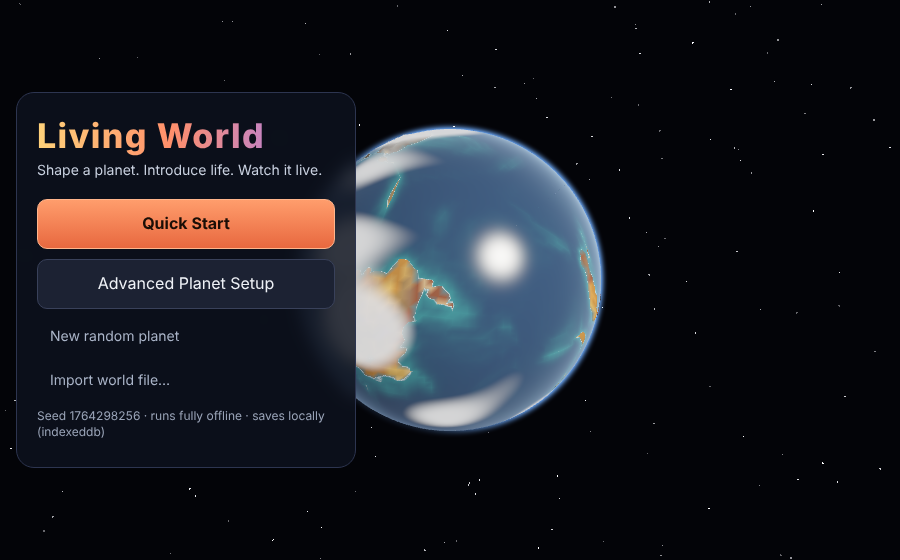 Living World
Shape a planet. Introduce life. Watch it live.
Quick Start
Advanced Planet Setup
New random planet
Import world file...
Seed 1764298256 · runs fully offline · saves locally
(indexeddb)